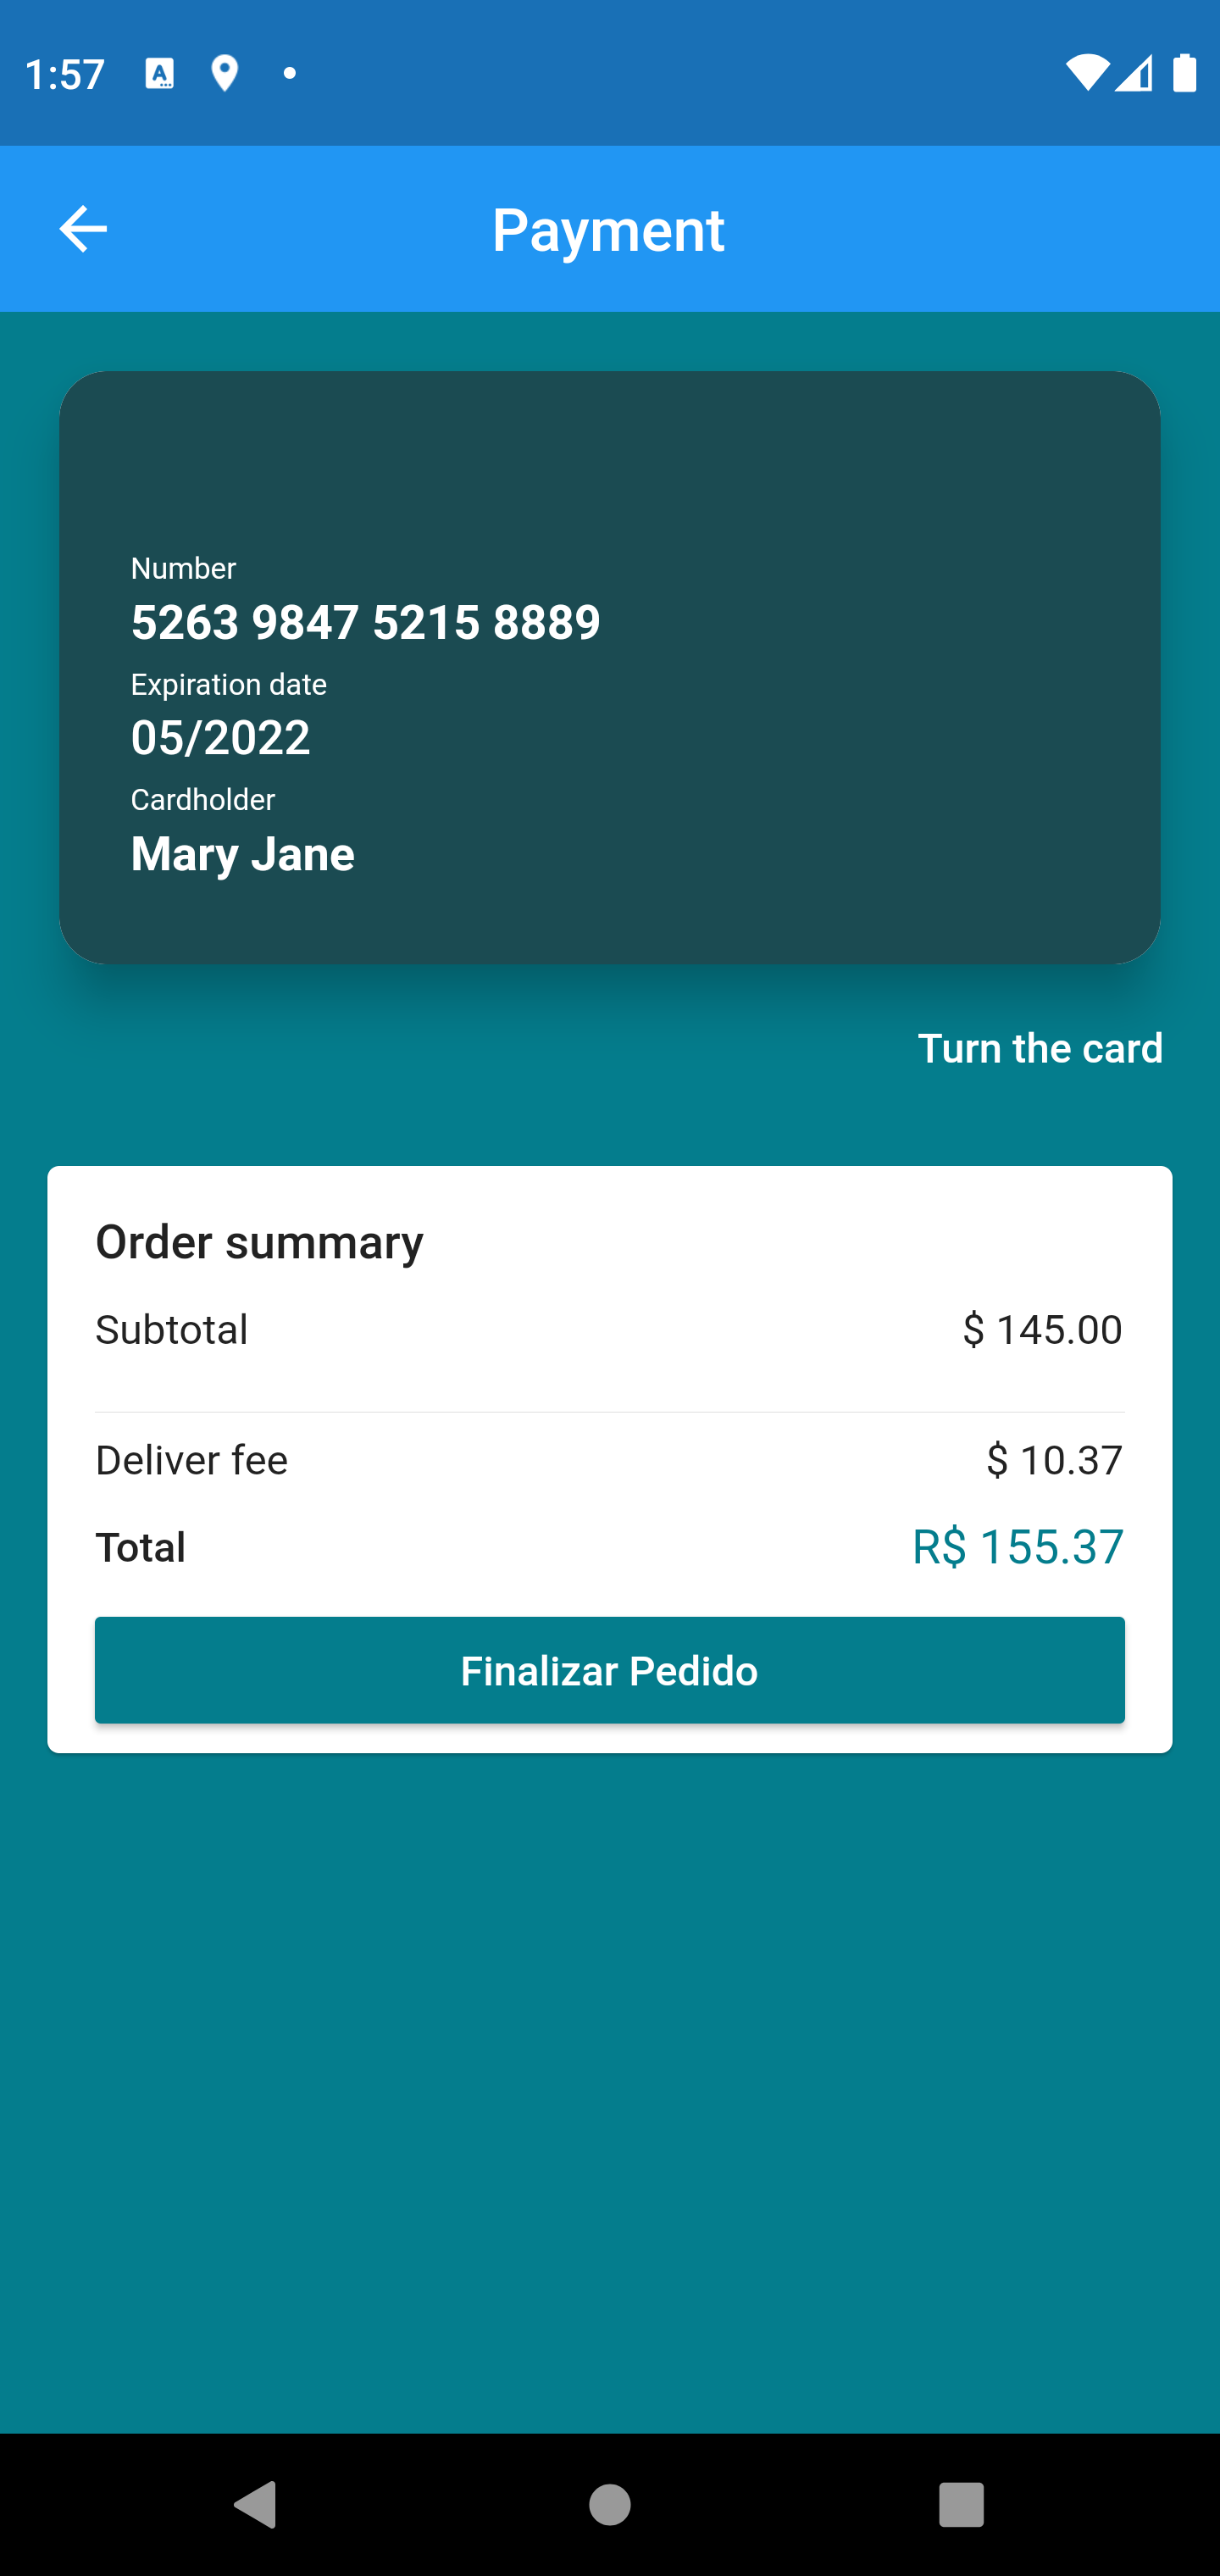 1:57
Payment
Number
5263 9847 5215 8889
Expiration date
05/2022
Cardholder
Mary Jane
Turn the card
Order summary
Subtotal $ 145.00
Deliver fee $ 10.37
Total R$ 155.37
Finalizar Pedido